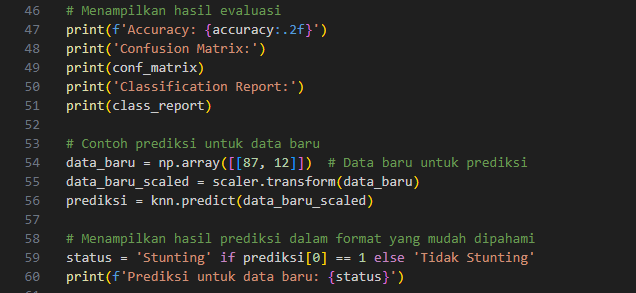 46 # Menampilkan hasil evaluasi
47 print(f'Accuracy: {accuracy:.2f}')
48 print('Confusion Matrix:')
49 print(conf_matrix)
50 print('Classification Report:')
51 print(class_report)
52
53 # Contoh prediksi untuk data baru
54 data_baru = np.array([[87, 12]])  # Data baru untuk prediksi
55 data_baru_scaled = scaler.transform(data_baru)
56 prediksi = knn.predict(data_baru_scaled)
57
58 # Menampilkan hasil prediksi dalam format yang mudah dipahami
59 status = 'Stunting' if prediksi[0] == 1 else 'Tidak Stunting'
60 print(f'Prediksi untuk data baru: {status}')